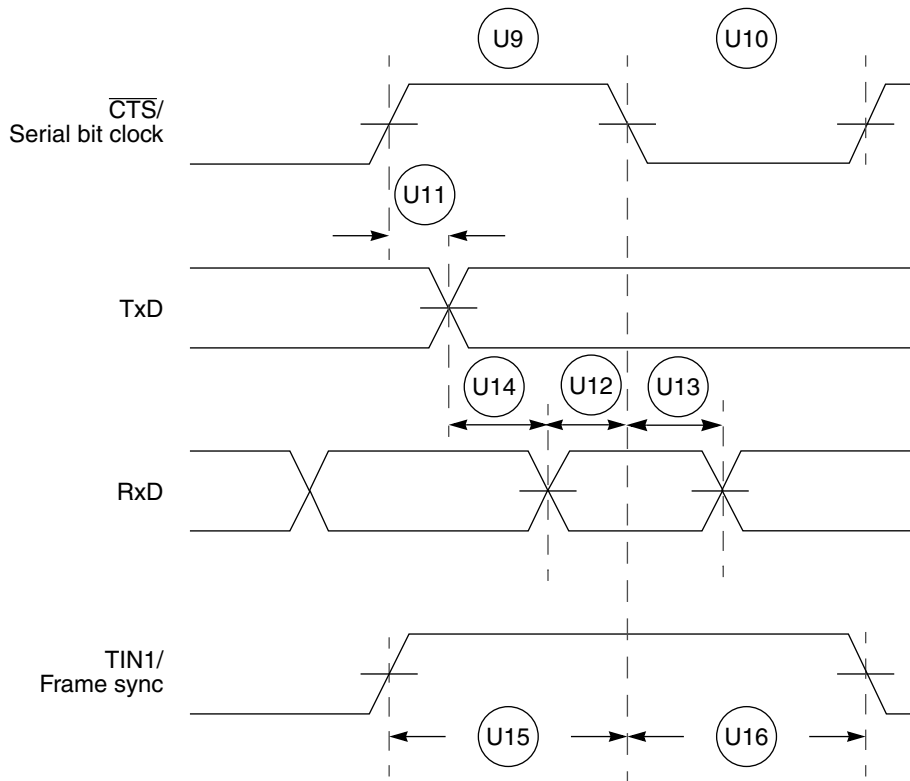 U9
U10
CTS/
Serial bit clock
U11
TxD
U14
U12
U13
RxD
TIN1/
Frame sync
U15
U16